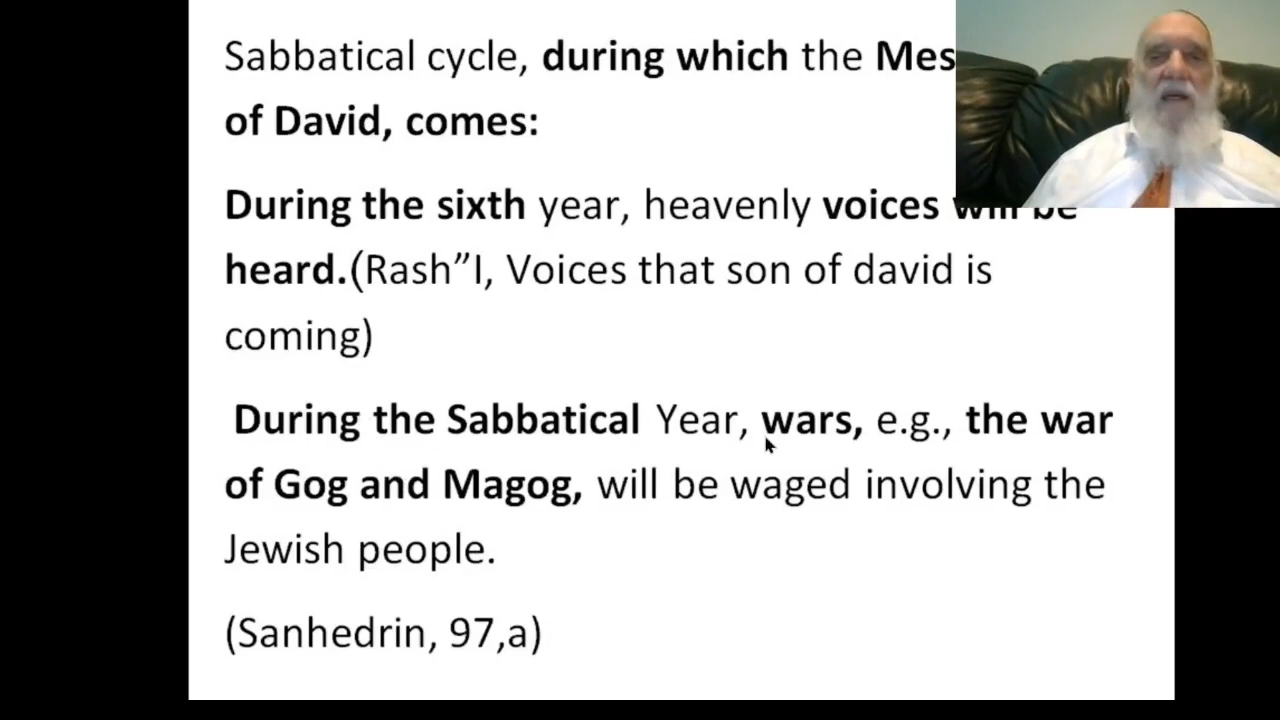 Sabbatical cycle, during which the Mes
of David, comes:
During the sixth year, heavenly voices will be
heard.(Rash”I, Voices that son of david is
coming)
During the Sabbatical Year, wars, e.g., the war
of Gog and Magog, will be waged involving the
Jewish people.
(Sanhedrin, 97,a)